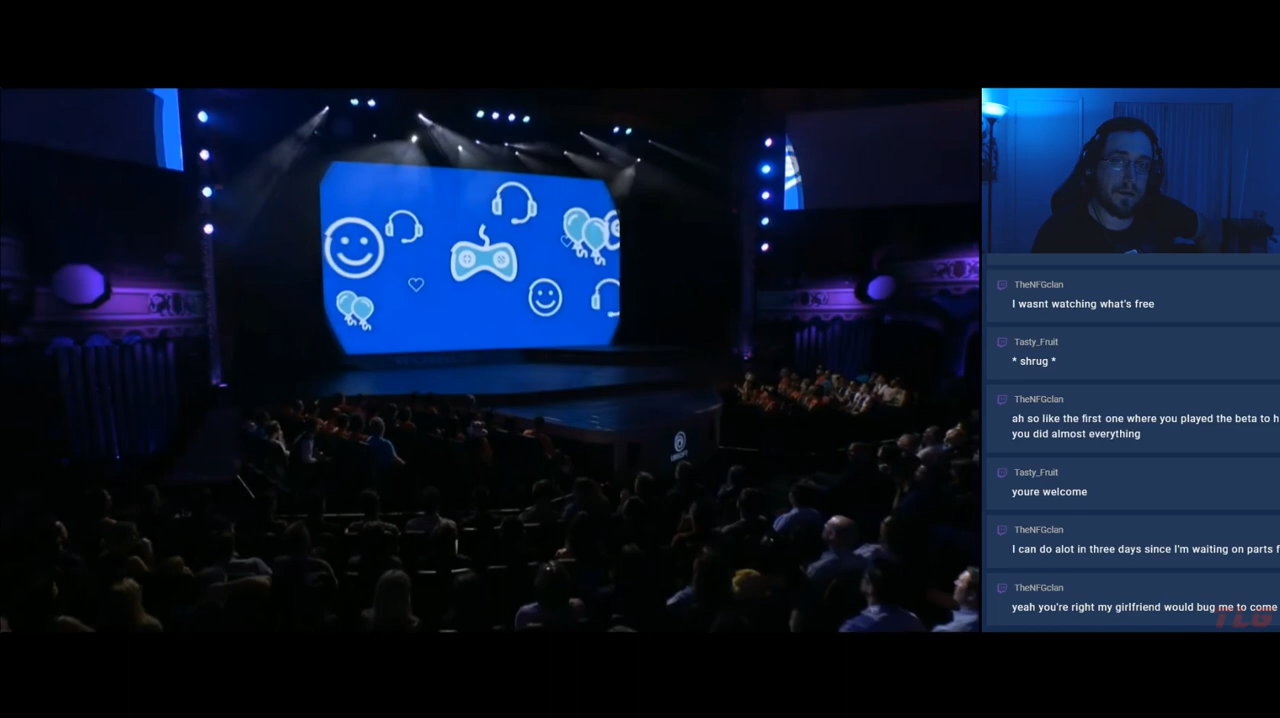 UBISOFT
TheNFGclan
I wasnt watching what's free
Tasty_Fruit
* shrug *
TheNFGclan
ah so like the first one where you played the beta to h
you did almost everything
Tasty_Fruit
youre welcome
TheNFGclan
I can do alot in three days since I'm waiting on parts f
TheNFGclan
yeah you're right my girlfriend would bug me to come
TLG